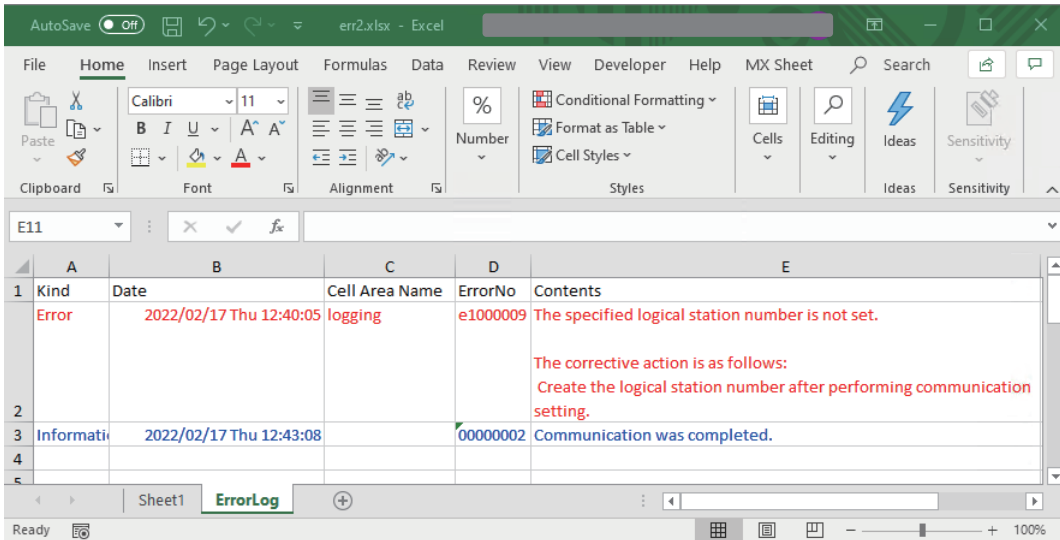 AutoSave Off err2.xlsx - Excel
File Home Insert Page Layout Formulas Data Review View Developer Help MX Sheet Search
Calibri 11 ab % Conditional Formatting
Paste B I U A A Number Format as Table Cells Editing Ideas Sensitivity
A Cell Styles
Clipboard Font Alignment Styles Ideas Sensitivity
E11 fx
A B C D E
1 Kind Date Cell Area Name ErrorNo Contents
Error 2022/02/17 Thu 12:40:05 logging e1000009 The specified logical station number is not set.
The corrective action is as follows:
Create the logical station number after performing communication
2 setting.
3 Informati 2022/02/17 Thu 12:43:08 00000002 Communication was completed.
4
5
Sheet1 ErrorLog
Ready 100%